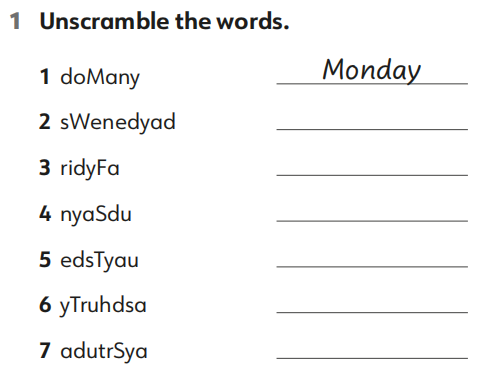 1 Unscramble the words.
1 doMany Monday
2 sWenedyad
3 ridyFa
4 nyaSdu
5 edsTyau
6 yTruhdsa
7 adutrSya